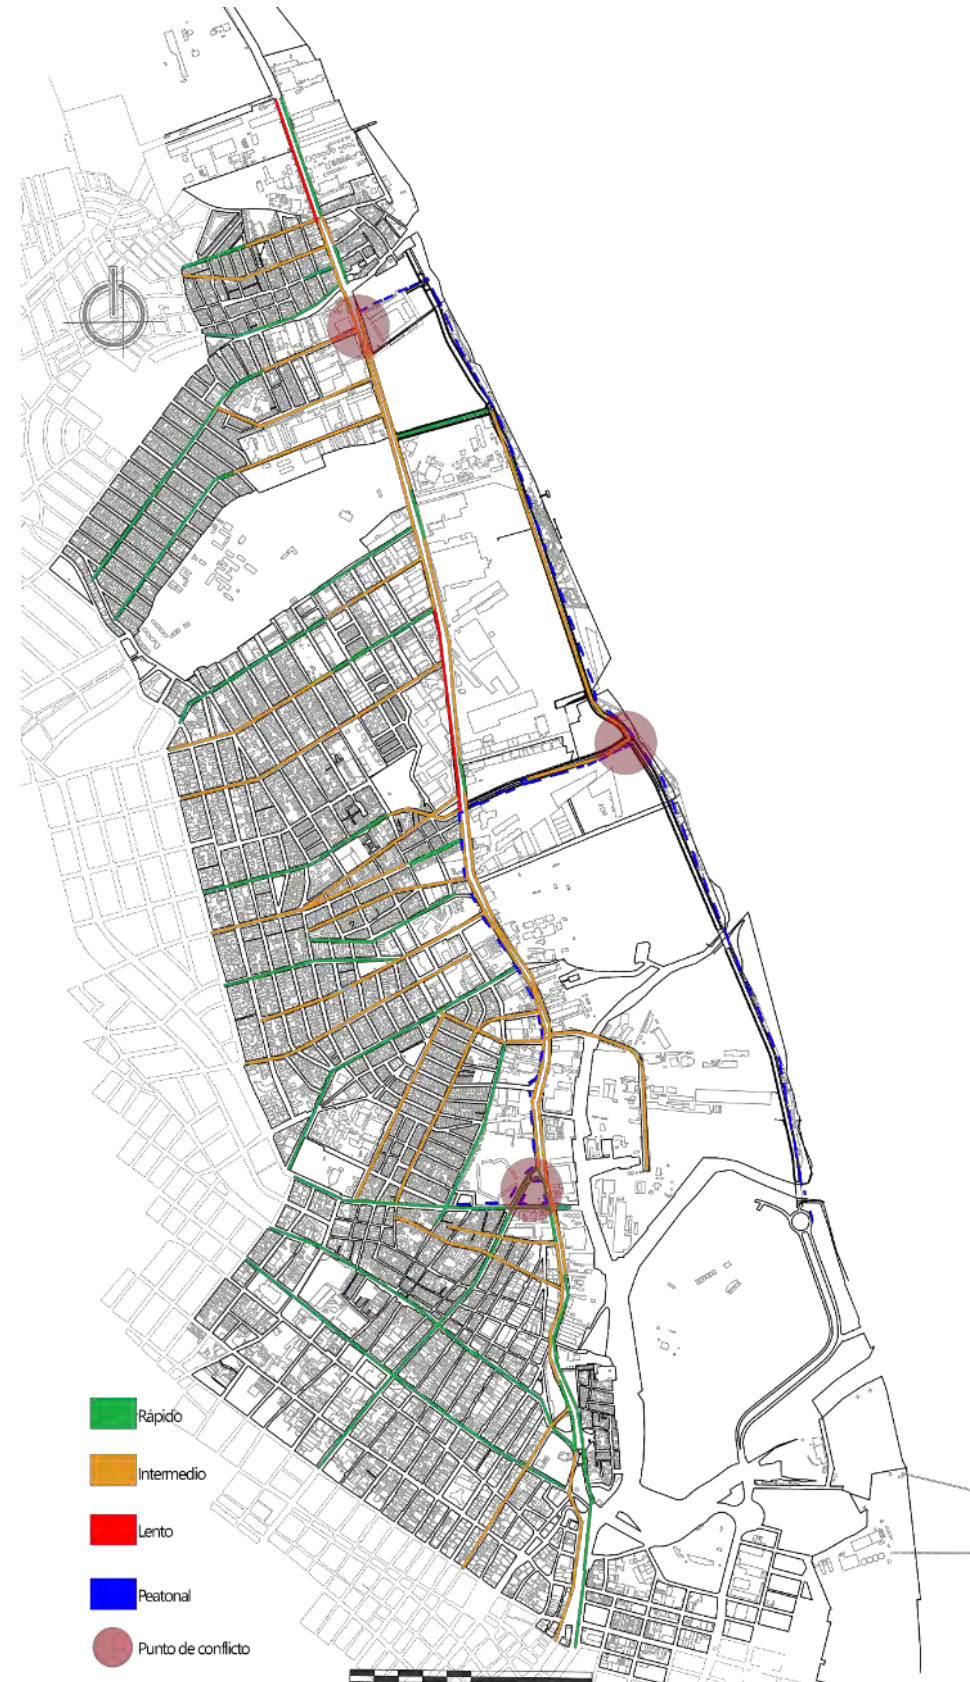 Rápido
Intermedio
Lento
Peatonal
Punto de conflicto